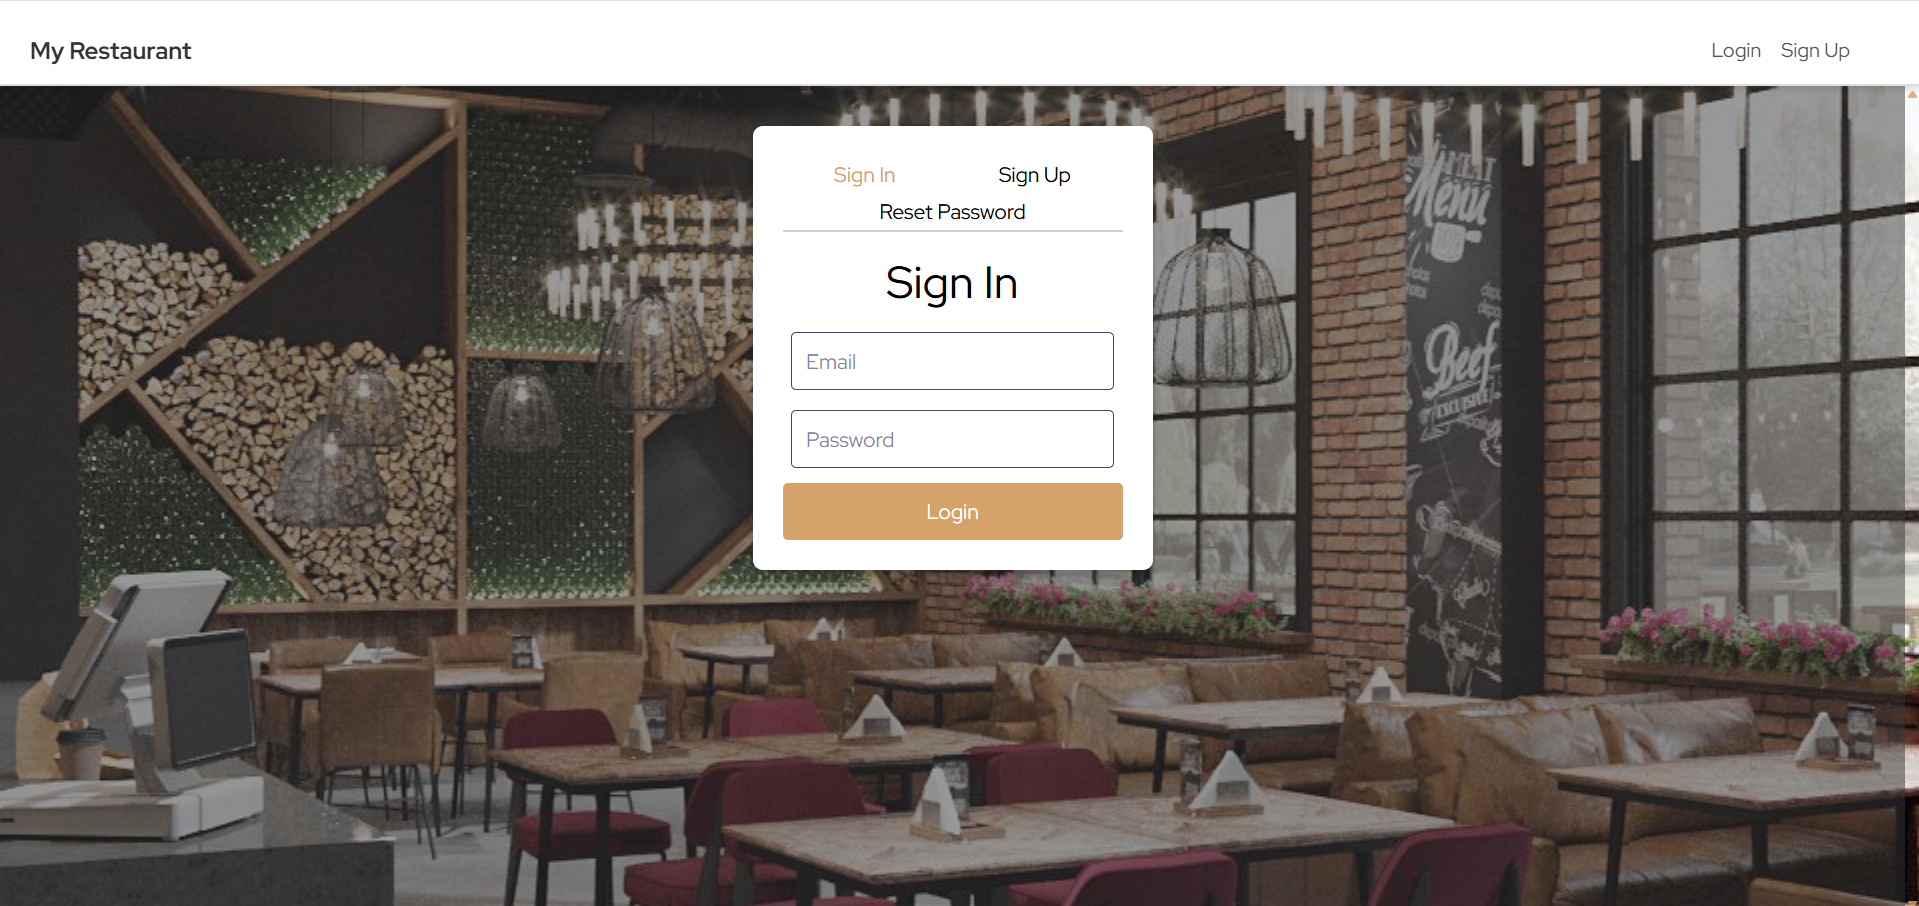 My Restaurant
Login Sign Up
Sign In Sign Up
Reset Password
Sign In
Email
Password
Login
MEAT
Menu
Beef
EXCLUSIVE